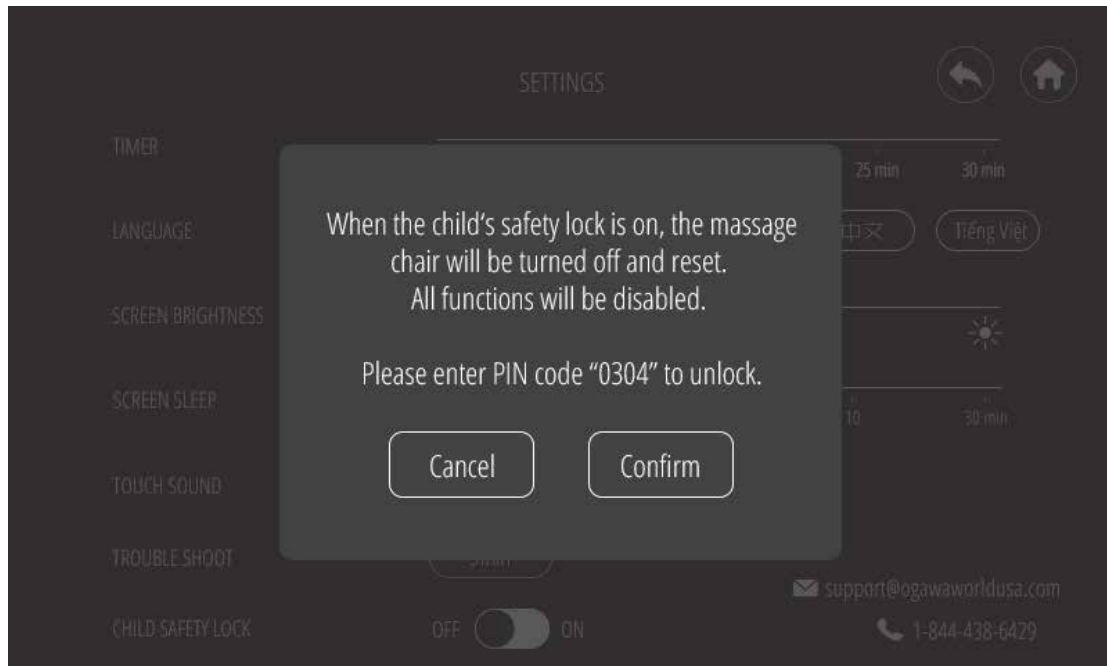 SETTINGS
TIMER
25 min
30 min
When the child's safety lock is on, the massage
chair will be turned off and reset.
All functions will be disabled.
Please enter PIN code “0304” to unlock.
Cancel
Confirm
LANGUAGE
中文
Tiếng Việt
SCREEN BRIGHTNESS
SCREEN SLEEP
10
30 min
TOUCH SOUND
TROUBLE SHOOT
support@ogawaworldusa.com
CHILD SAFETY LOCK
OFF
ON
1-844-438-6429